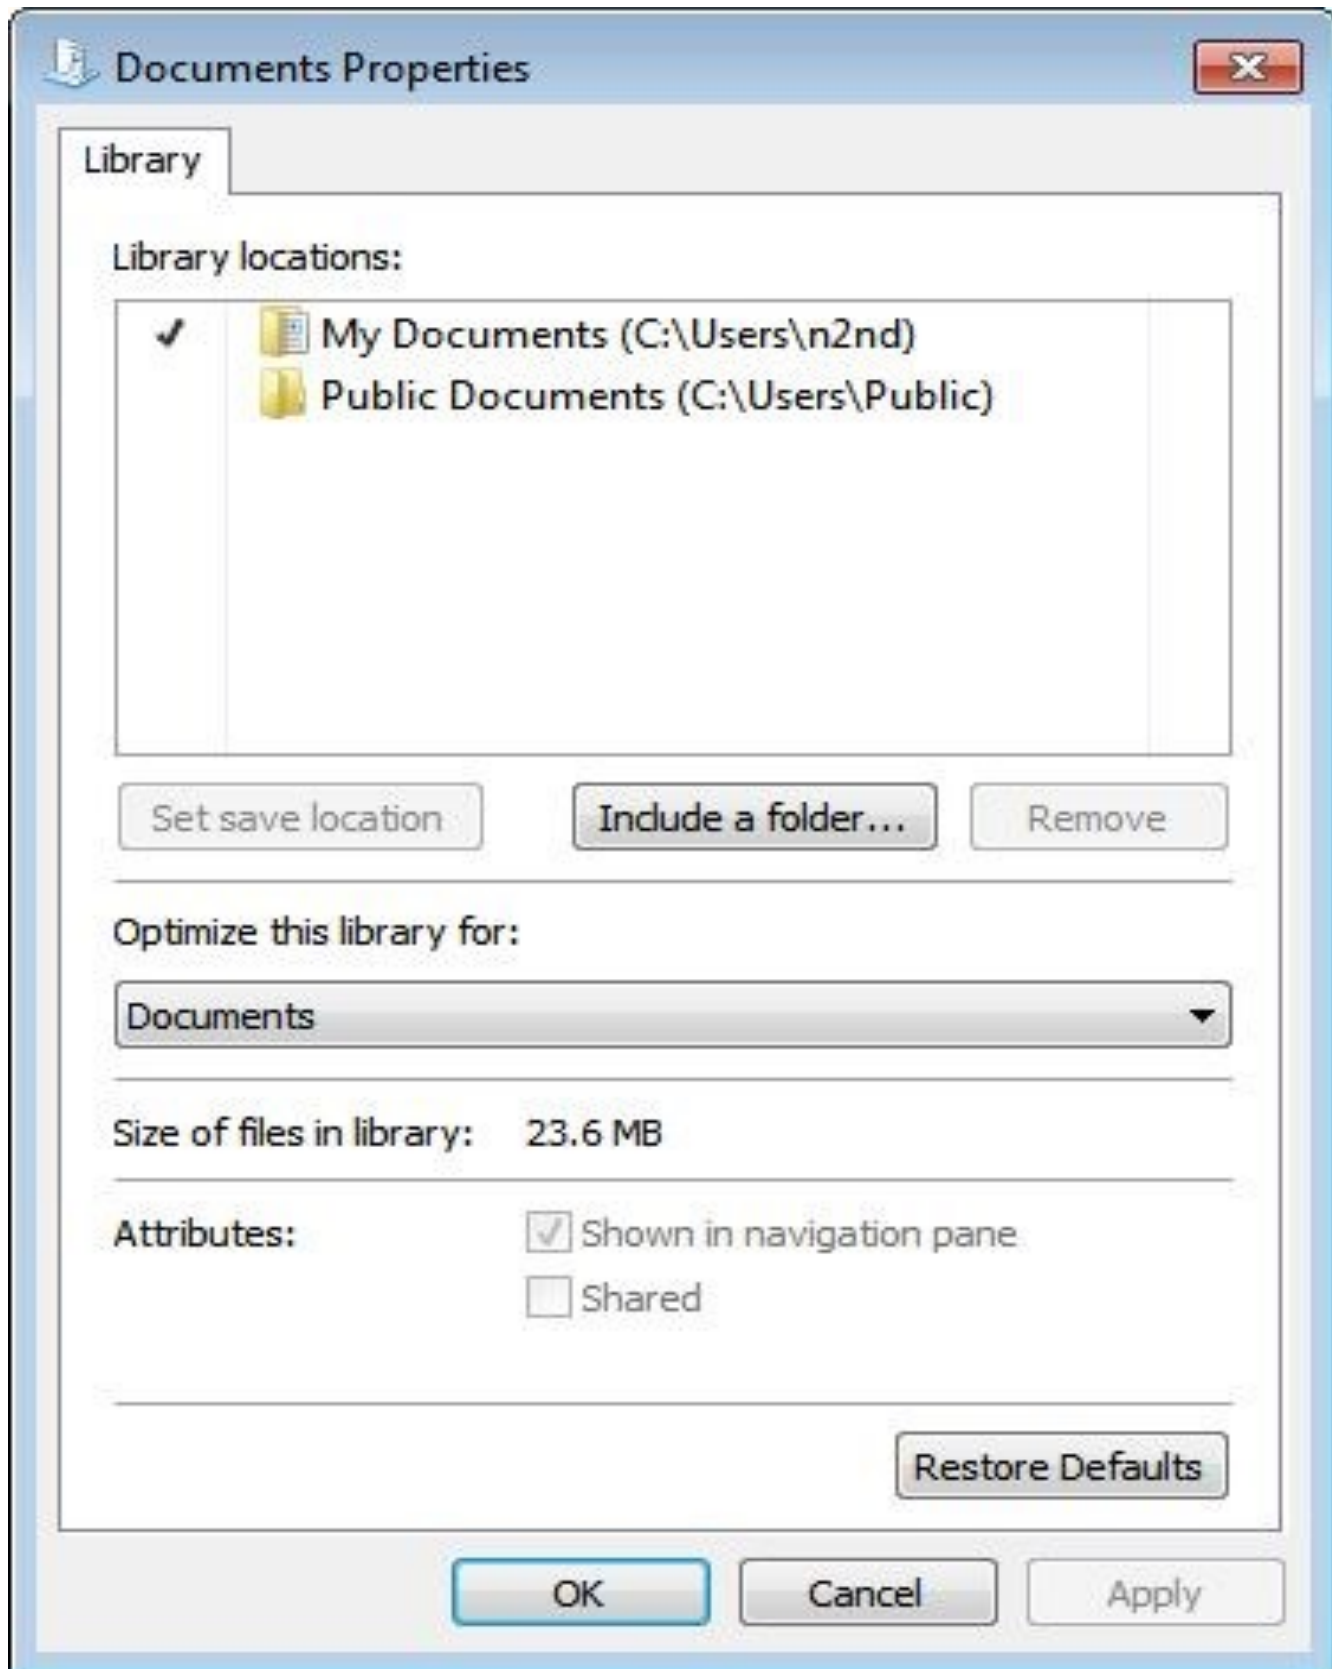 Documents Properties
Library
Library locations:
My Documents (C:\Users\n2nd)
Public Documents (C:\Users\Public)
Set save location Include a folder... Remove
Optimize this library for:
Documents
Size of files in library: 23.6 MB
Attributes: Shown in navigation pane
Shared
Restore Defaults
OK Cancel Apply